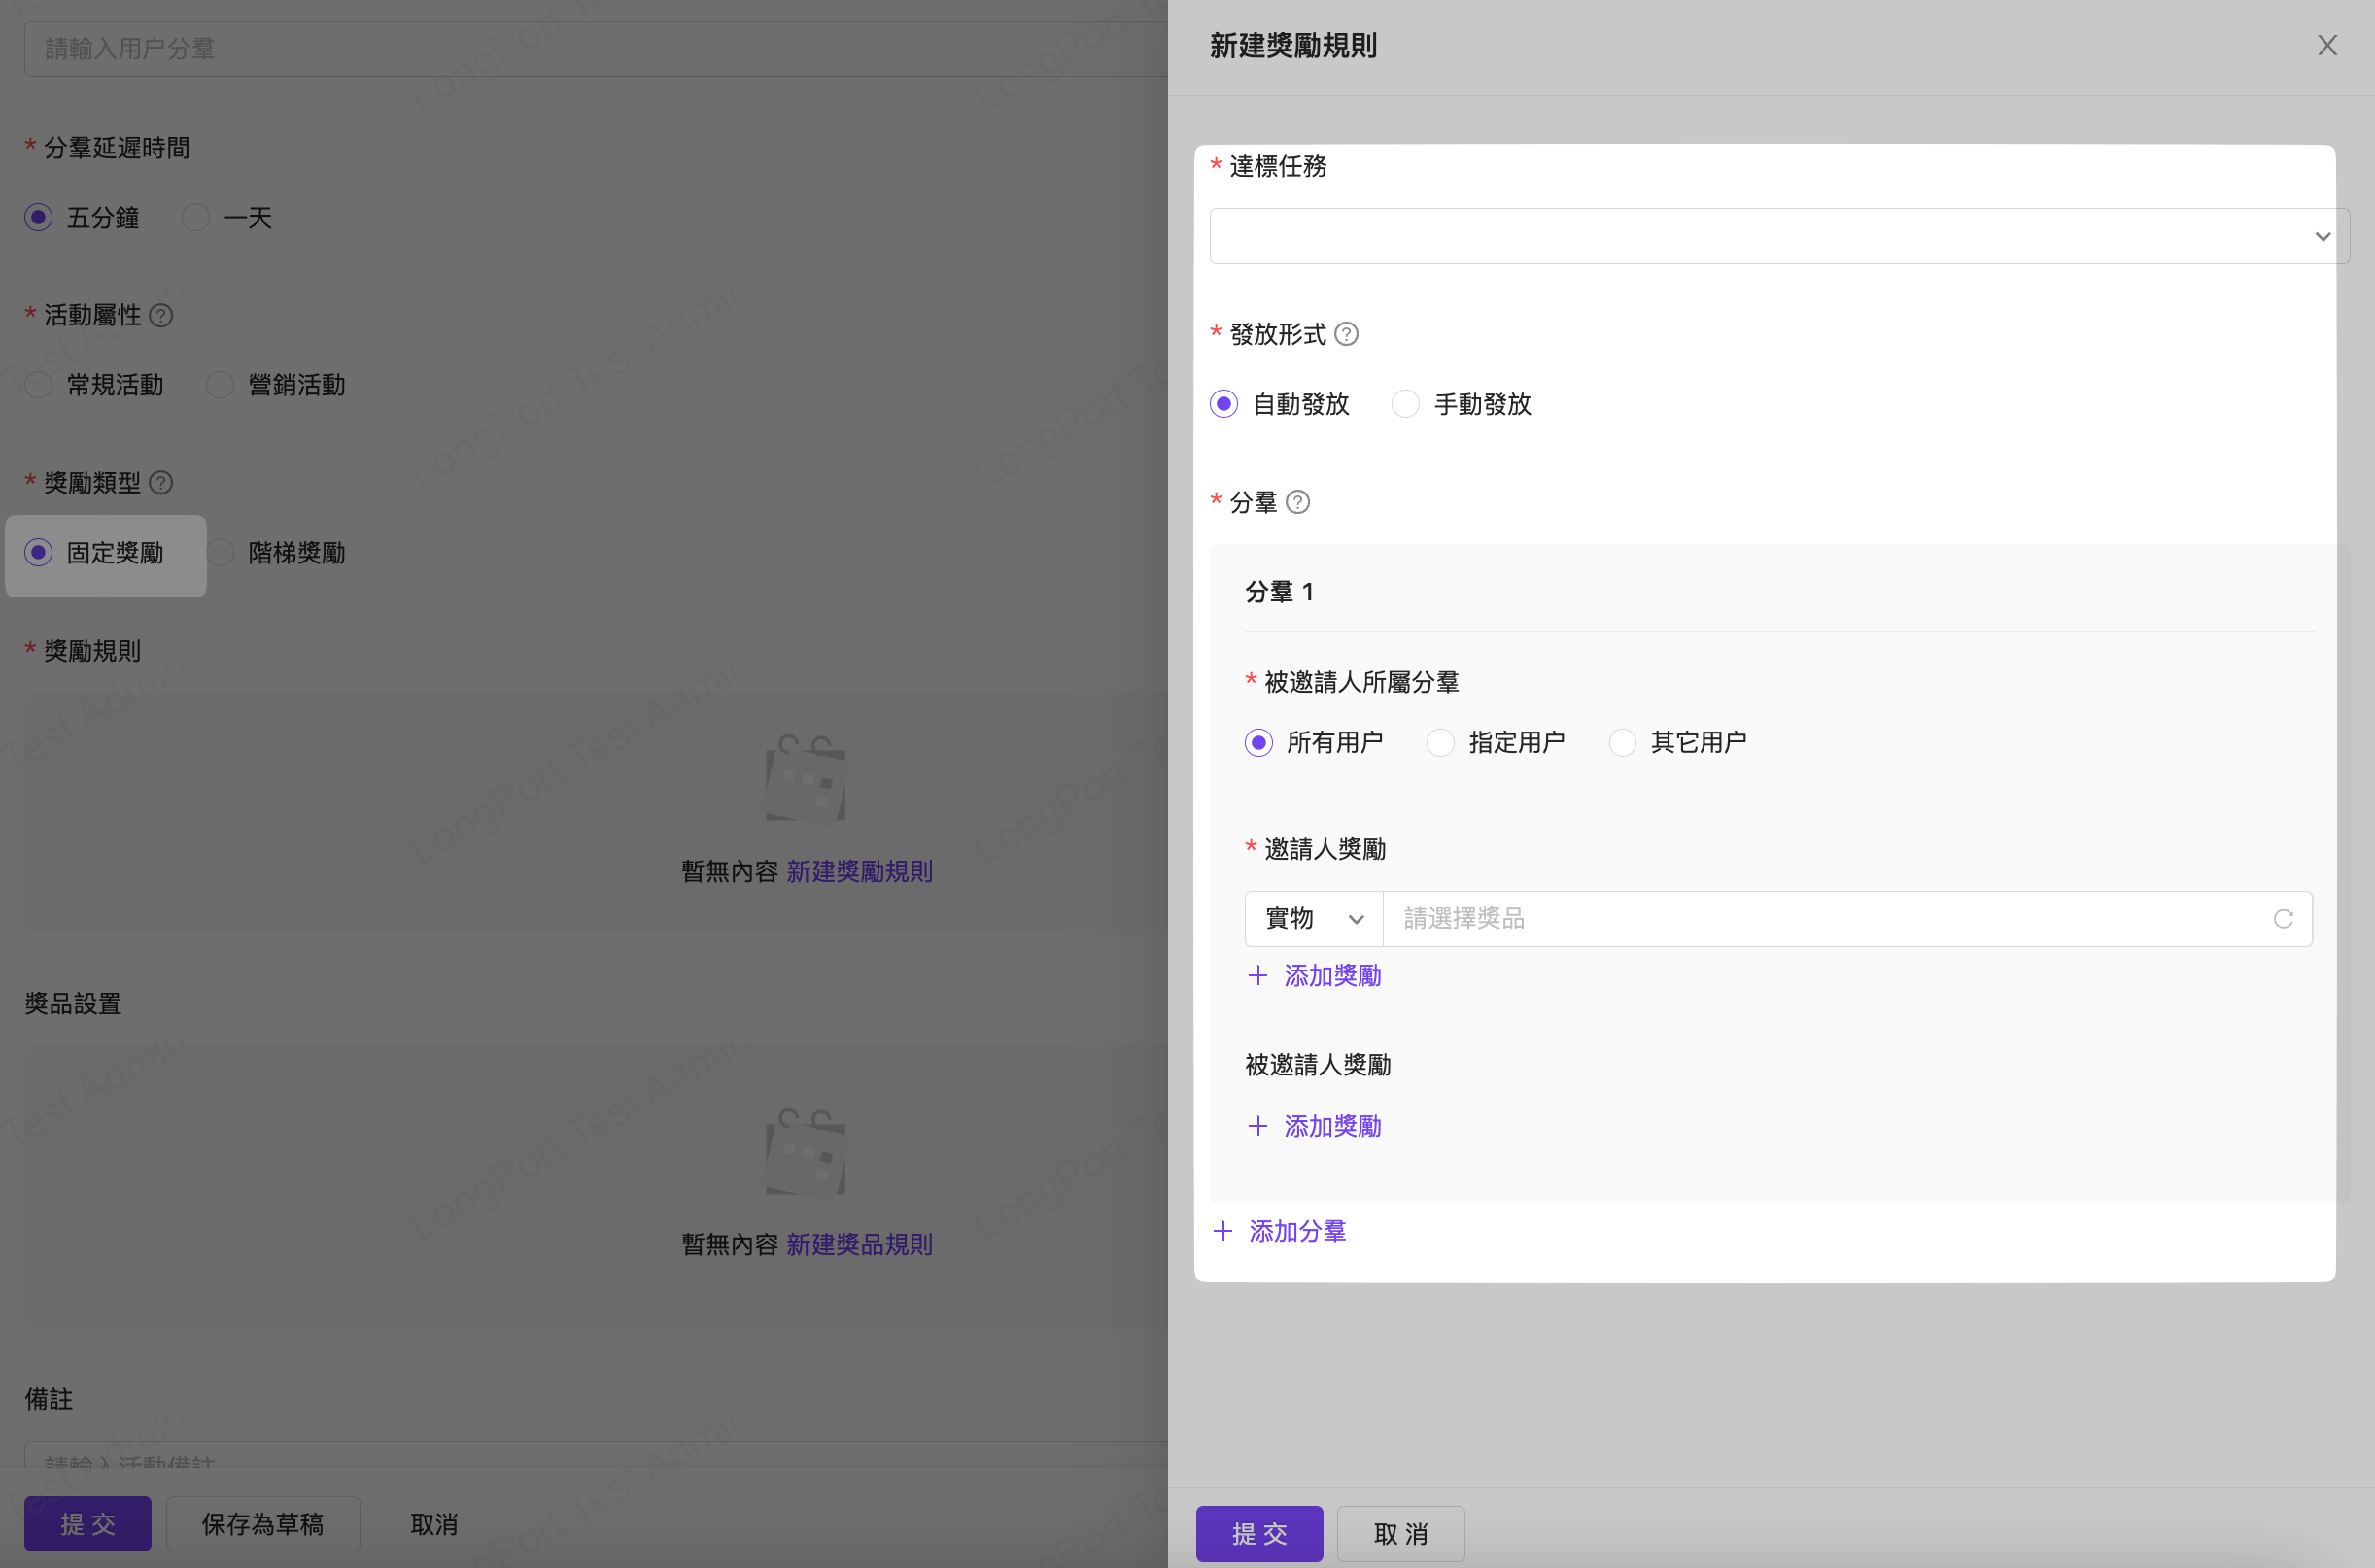 請輸入用户分羣
* 分羣延遲時間
五分鐘 一天
* 活動屬性
常規活動 營銷活動
* 獎勵類型
固定獎勵 階梯獎勵
* 獎勵規則
暫無內容 新建獎勵規則
獎品設置
暫無內容 新建獎品規則
備註
請輸入活動備註
提交 保存為草稿 取消
新建獎勵規則
* 達標任務
* 發放形式
自動發放 手動發放
* 分羣
分羣 1
* 被邀請人所屬分羣
所有用户 指定用户 其它用户
* 邀請人獎勵
實物 請選擇獎品
+ 添加獎勵
被邀請人獎勵
+ 添加獎勵
+ 添加分羣
提交 取消
LongPort Test Admin